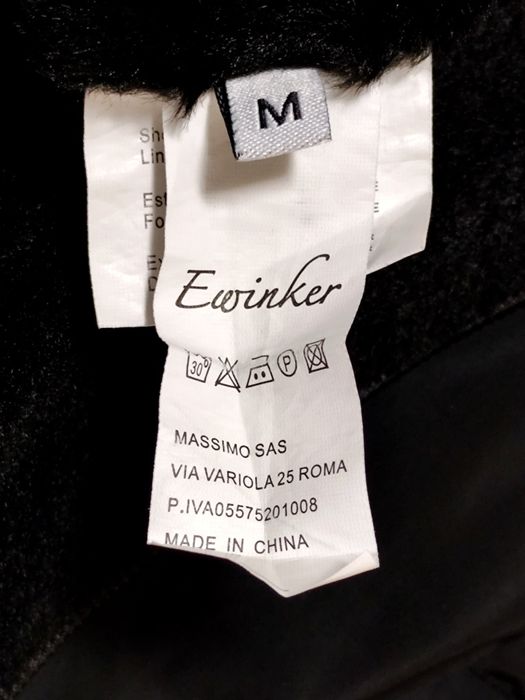 M
Ewinker
30°
P
MASSIMO SAS
VIA VARIOLA 25 ROMA
P.IVA05575201008
MADE IN CHINA